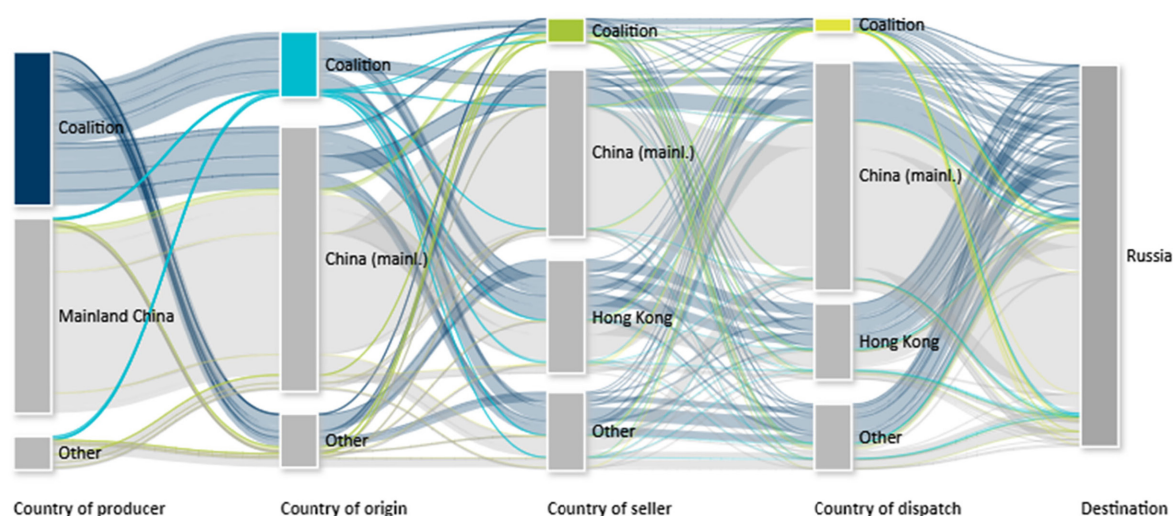 Coalition
Mainland China
Other
Coalition
China (mainl.)
Other
Coalition
China (mainl.)
Hong Kong
Other
Coalition
China (mainl.)
Hong Kong
Other
Russia
Country of producer
Country of origin
Country of seller
Country of dispatch
Destination